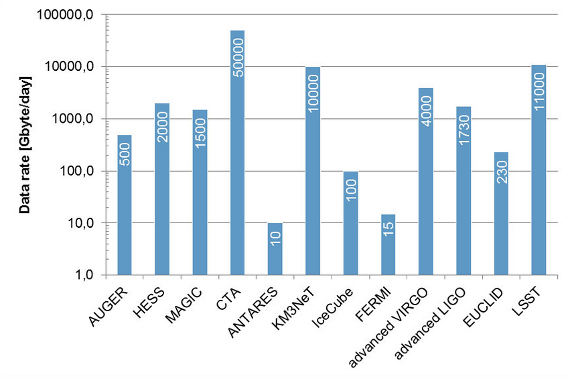 Data rate [Gbyte/day]
100000,0
10000,0
1000,0
100,0
10,0
1,0
500
2000
1500
50000
10
10000
100
15
4000
1730
230
11000
AUGER
HESS
MAGIC
CTA
ANTARES
KM3NeT
IceCube
FERMI
advanced VIRGO
advanced LIGO
EUCLID
LSST